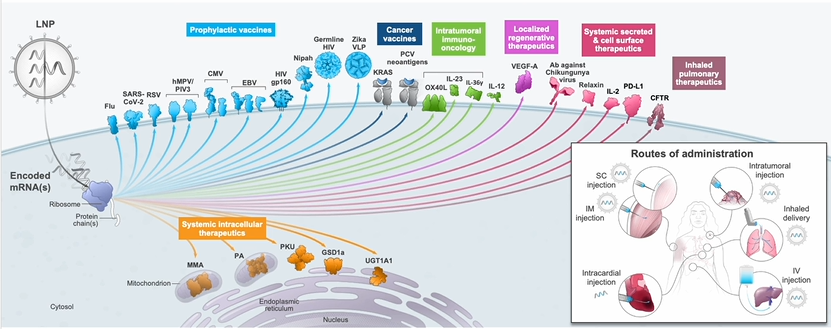 LNP
Prophylactic vaccines
Cancer
vaccines
Intratumoral
immuno-
oncology
Localized
regenerative
therapeutics
Systemic secreted
& cell surface
therapeutics
Inhaled
pulmonary
therapeutics
Flu
SARS-
CoV-2
RSV
hMPV/
PIV3
CMV
EBV
HIV
gp160
Nipah
Germline
HIV
Zika
VLP
KRAS
PCV
neoantigens
OX40L
IL-23
IL-36γ
IL-12
VEGF-A
Ab against
Chikungunya
virus
Relaxin
IL-2
PD-L1
CFTR
Encoded
mRNA(s)
Ribosome
Protein
chain(s)
Systemic intracellular
therapeutics
MMA
PA
PKU
GSD1a
UGT1A1
Mitochondrion
Endoplasmic
reticulum
Nucleus
Cytosol
Routes of administration
SC
injection
IM
injection
Intracardial
injection
Intratumoral
injection
Inhaled
delivery
IV
injection